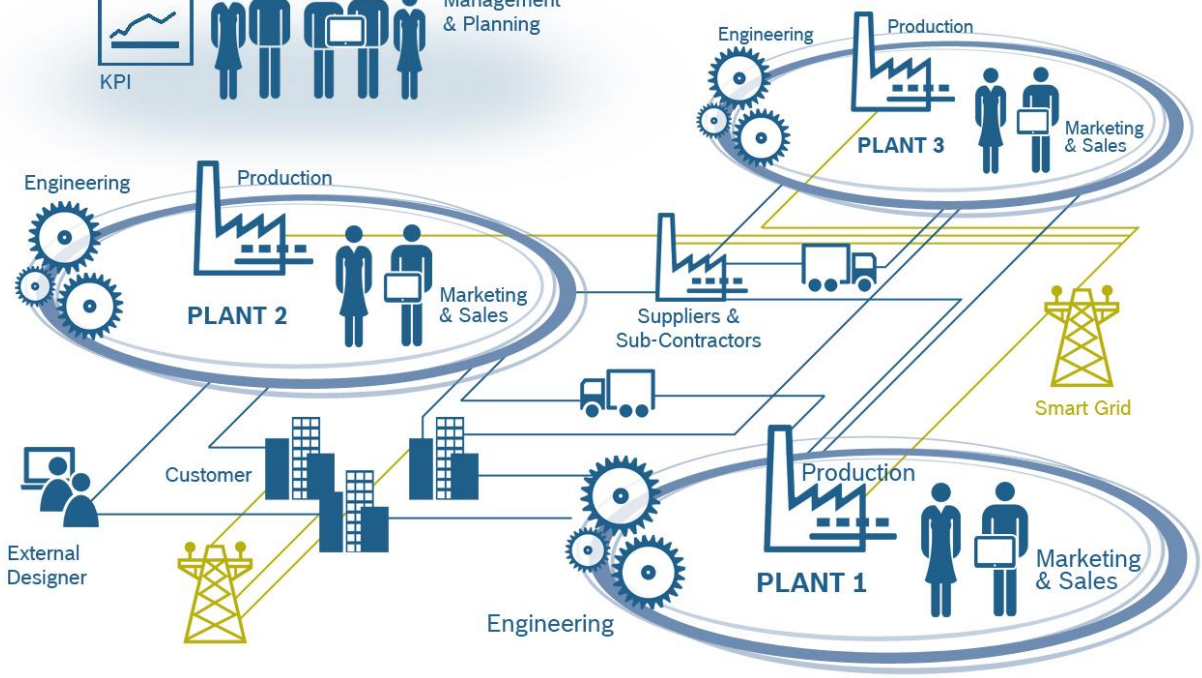 Management
& Planning
KPI
Engineering
Production
PLANT 3
Marketing
& Sales
Engineering
Production
PLANT 2
Marketing
& Sales
Suppliers &
Sub-Contractors
Smart Grid
Customer
External
Designer
Production
PLANT 1
Marketing
& Sales
Engineering